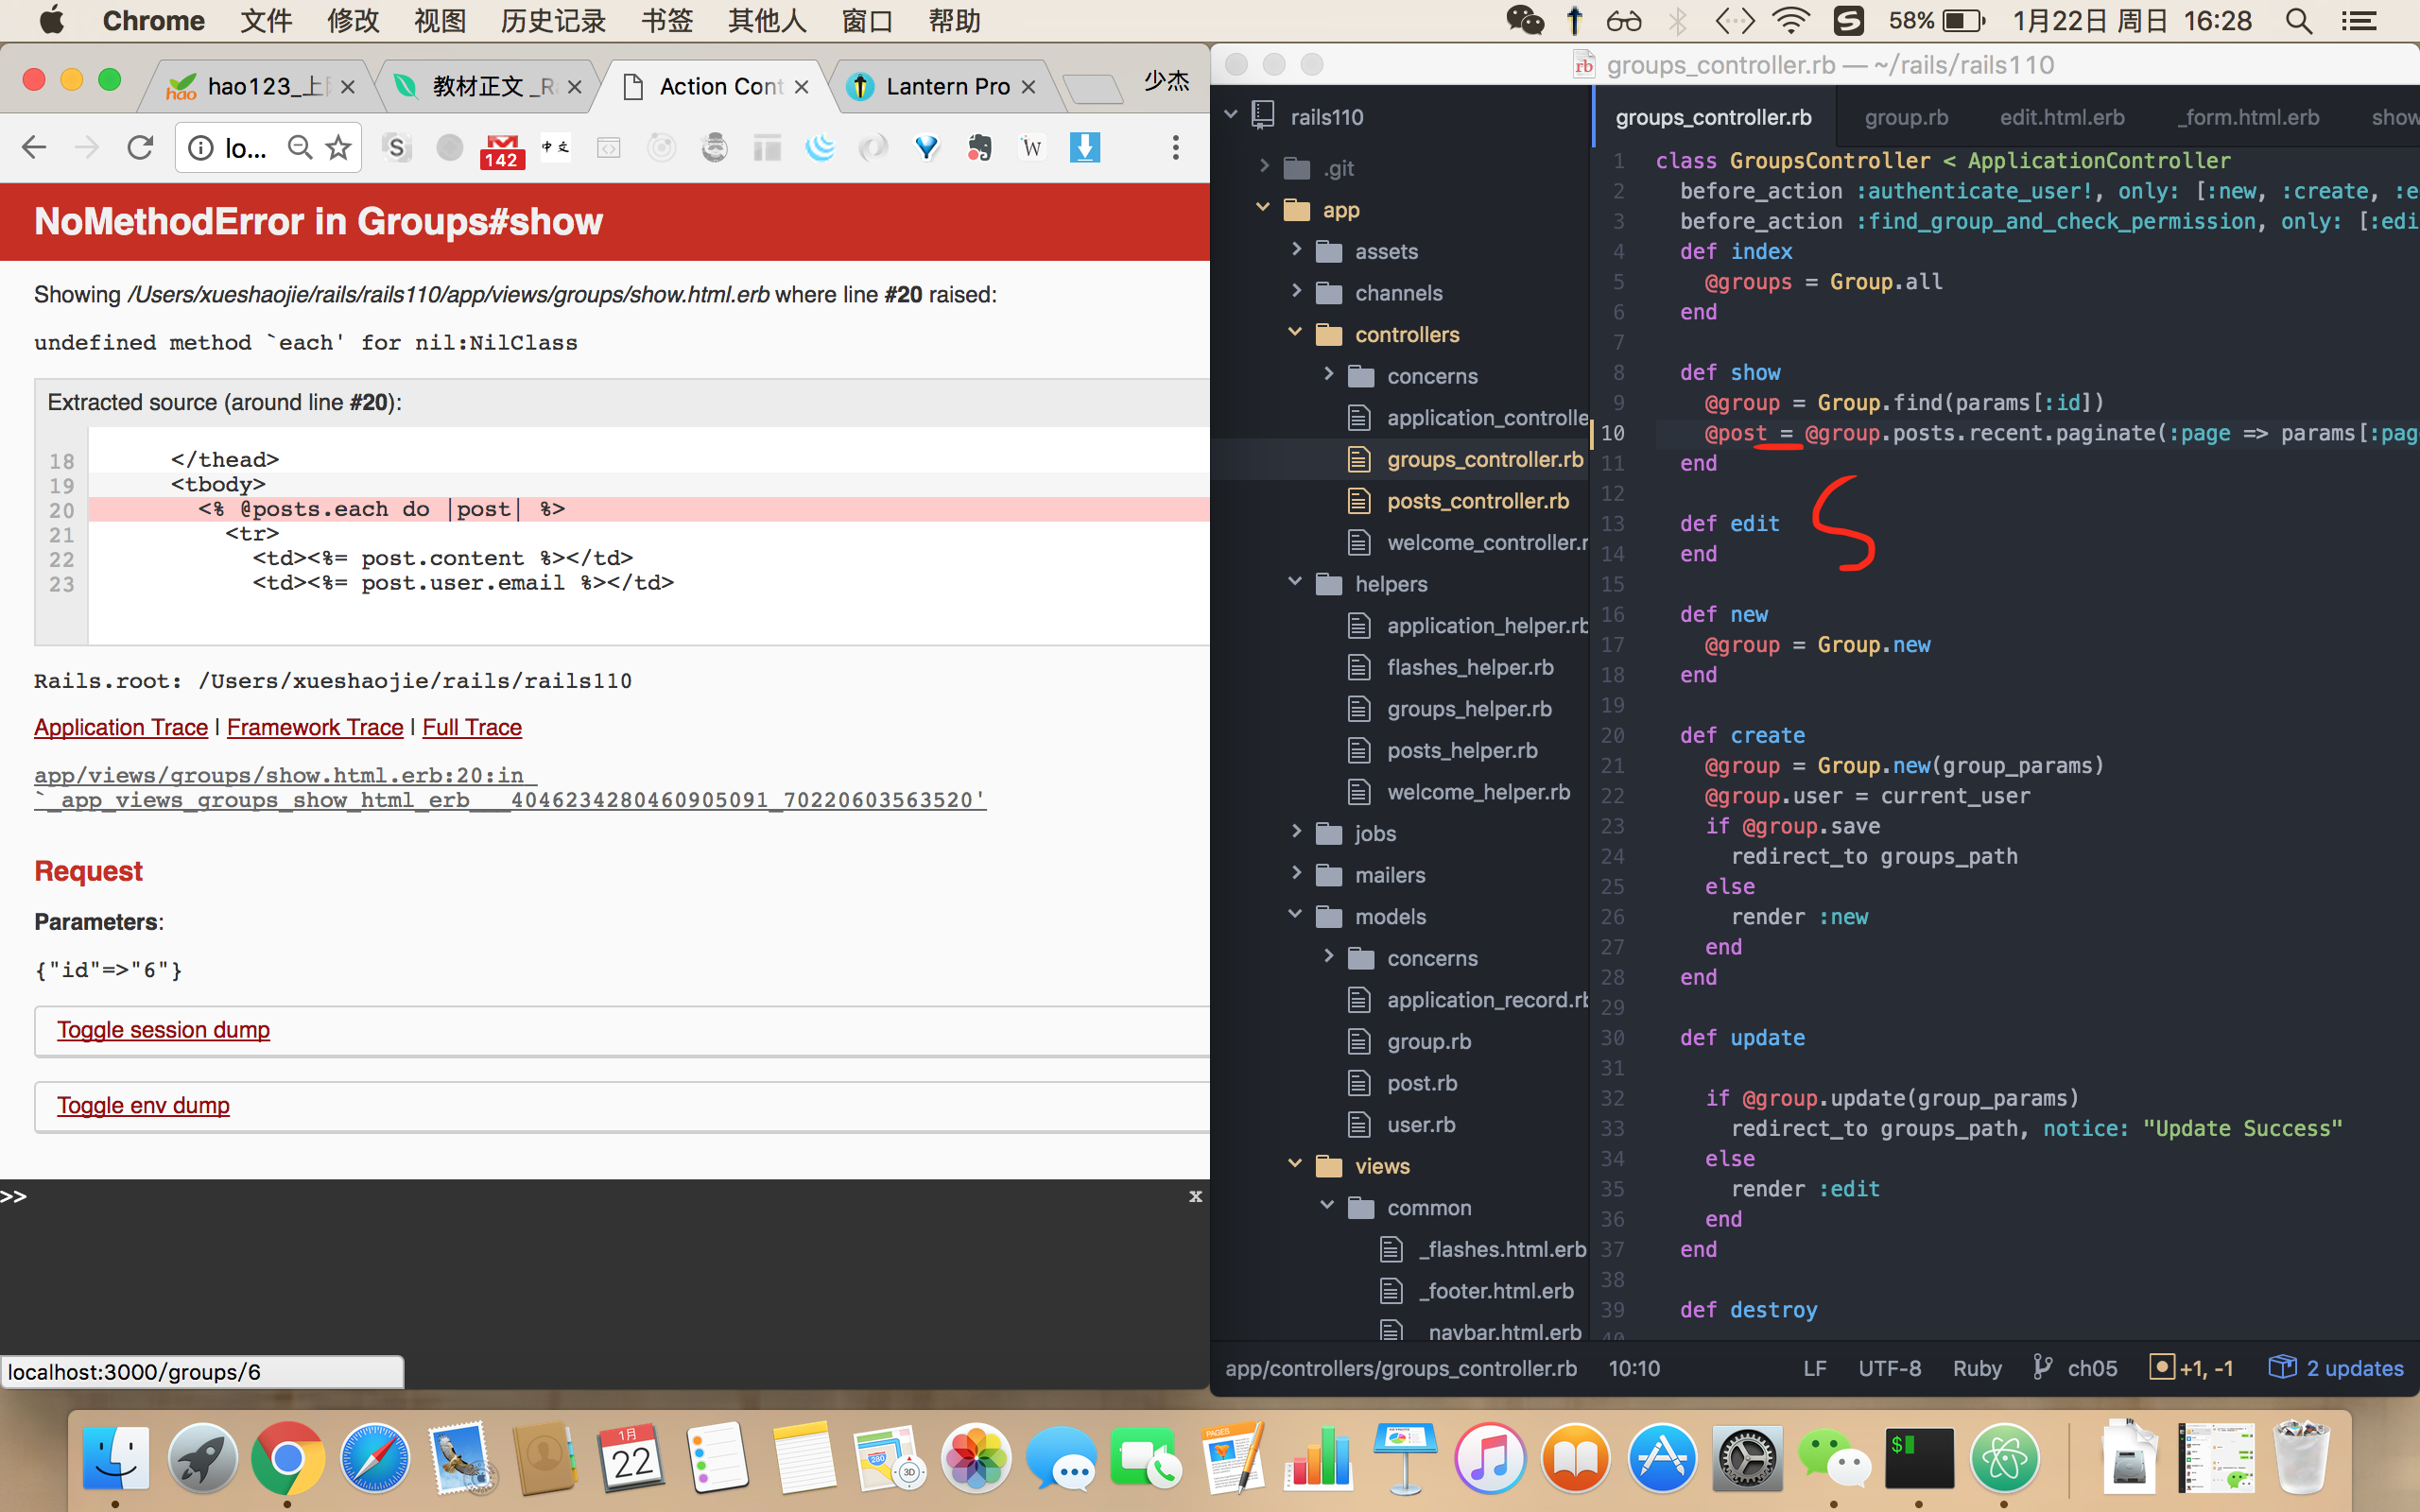 Chrome 文件 修改 视图 历史记录 书签 其他人 窗口 帮助
58% 1月22日 周日 16:28
hao123_上
教材正文 _R
Action Cont
Lantern Pro
少杰
lo...
S
142
中文
W
NoMethodError in Groups#show
Showing /Users/xueshaojie/rails/rails110/app/views/groups/show.html.erb where line #20 raised:
undefined method `each' for nil:NilClass
Extracted source (around line #20):
18 </thead>
19 <tbody>
20 <% @posts.each do |post| %>
21 <tr>
22 <td><%= post.content %></td>
23 <td><%= post.user.email %></td>
Rails.root: /Users/xueshaojie/rails/rails110
Application Trace | Framework Trace | Full Trace
app/views/groups/show.html.erb:20:in
`_app_views_groups_show_html_erb___4046234280460905091_70220603563520'
Request
Parameters:
{"id"=>"6"}
Toggle session dump
Toggle env dump
>> x
localhost:3000/groups/6
groups_controller.rb — ~/rails/rails110
rails110
.git
app
assets
channels
controllers
concerns
application_controlle
groups_controller.rb
posts_controller.rb
welcome_controller.r
helpers
application_helper.rb
flashes_helper.rb
groups_helper.rb
posts_helper.rb
welcome_helper.rb
jobs
mailers
models
concerns
application_record.rb
group.rb
post.rb
user.rb
views
common
_flashes.html.erb
_footer.html.erb
_navbar.html.erb
groups_controller.rb group.rb edit.html.erb _form.html.erb show
1 class GroupsController < ApplicationController
2 before_action :authenticate_user!, only: [:new, :create, :e
3 before_action :find_group_and_check_permission, only: [:edi
4 def index
5 @groups = Group.all
6 end
7
8 def show
9 @group = Group.find(params[:id])
10 @post = @group.posts.recent.paginate(:page => params[:pag
11 end
12
13 def edit
14 end
S
15
16 def new
17 @group = Group.new
18 end
19
20 def create
21 @group = Group.new(group_params)
22 @group.user = current_user
23 if @group.save
24 redirect_to groups_path
25 else
26 render :new
27 end
28 end
29
30 def update
31
32 if @group.update(group_params)
33 redirect_to groups_path, notice: "Update Success"
34 else
35 render :edit
36 end
37 end
38
39 def destroy
40
app/controllers/groups_controller.rb 10:10 LF UTF-8 Ruby ch05 +1, -1 2 updates
1月
22
280
3D
PAGES
$